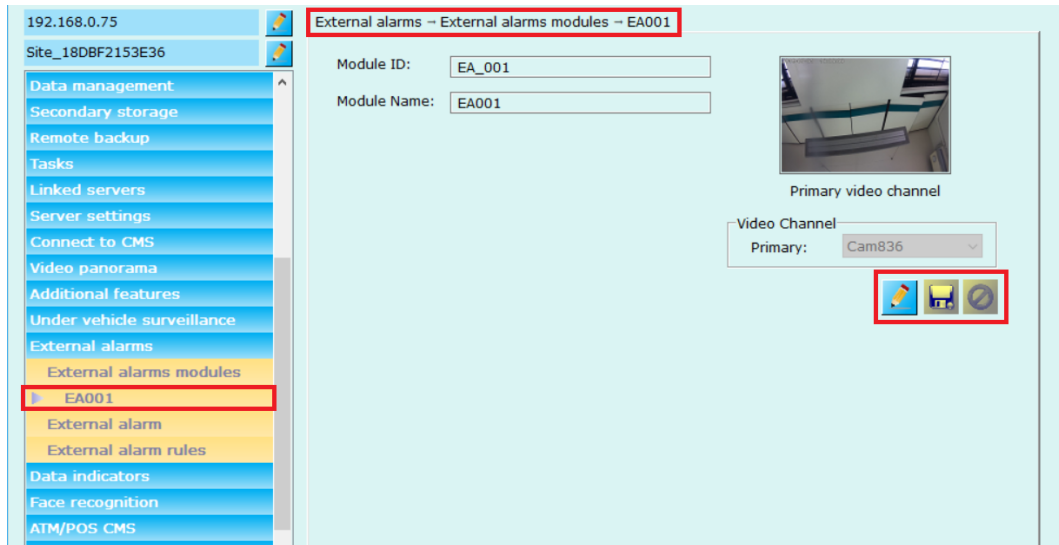 192.168.0.75
Site_18DBF2153E36
Data management
Secondary storage
Remote backup
Tasks
Linked servers
Server settings
Connect to CMS
Video panorama
Additional features
Under vehicle surveillance
External alarms
External alarms modules
EA001
External alarm
External alarm rules
Data indicators
Face recognition
ATM/POS CMS
External alarms → External alarms modules → EA001
Module ID: EA_001
Module Name: EA001
Primary video channel
Video Channel
Primary: Cam836